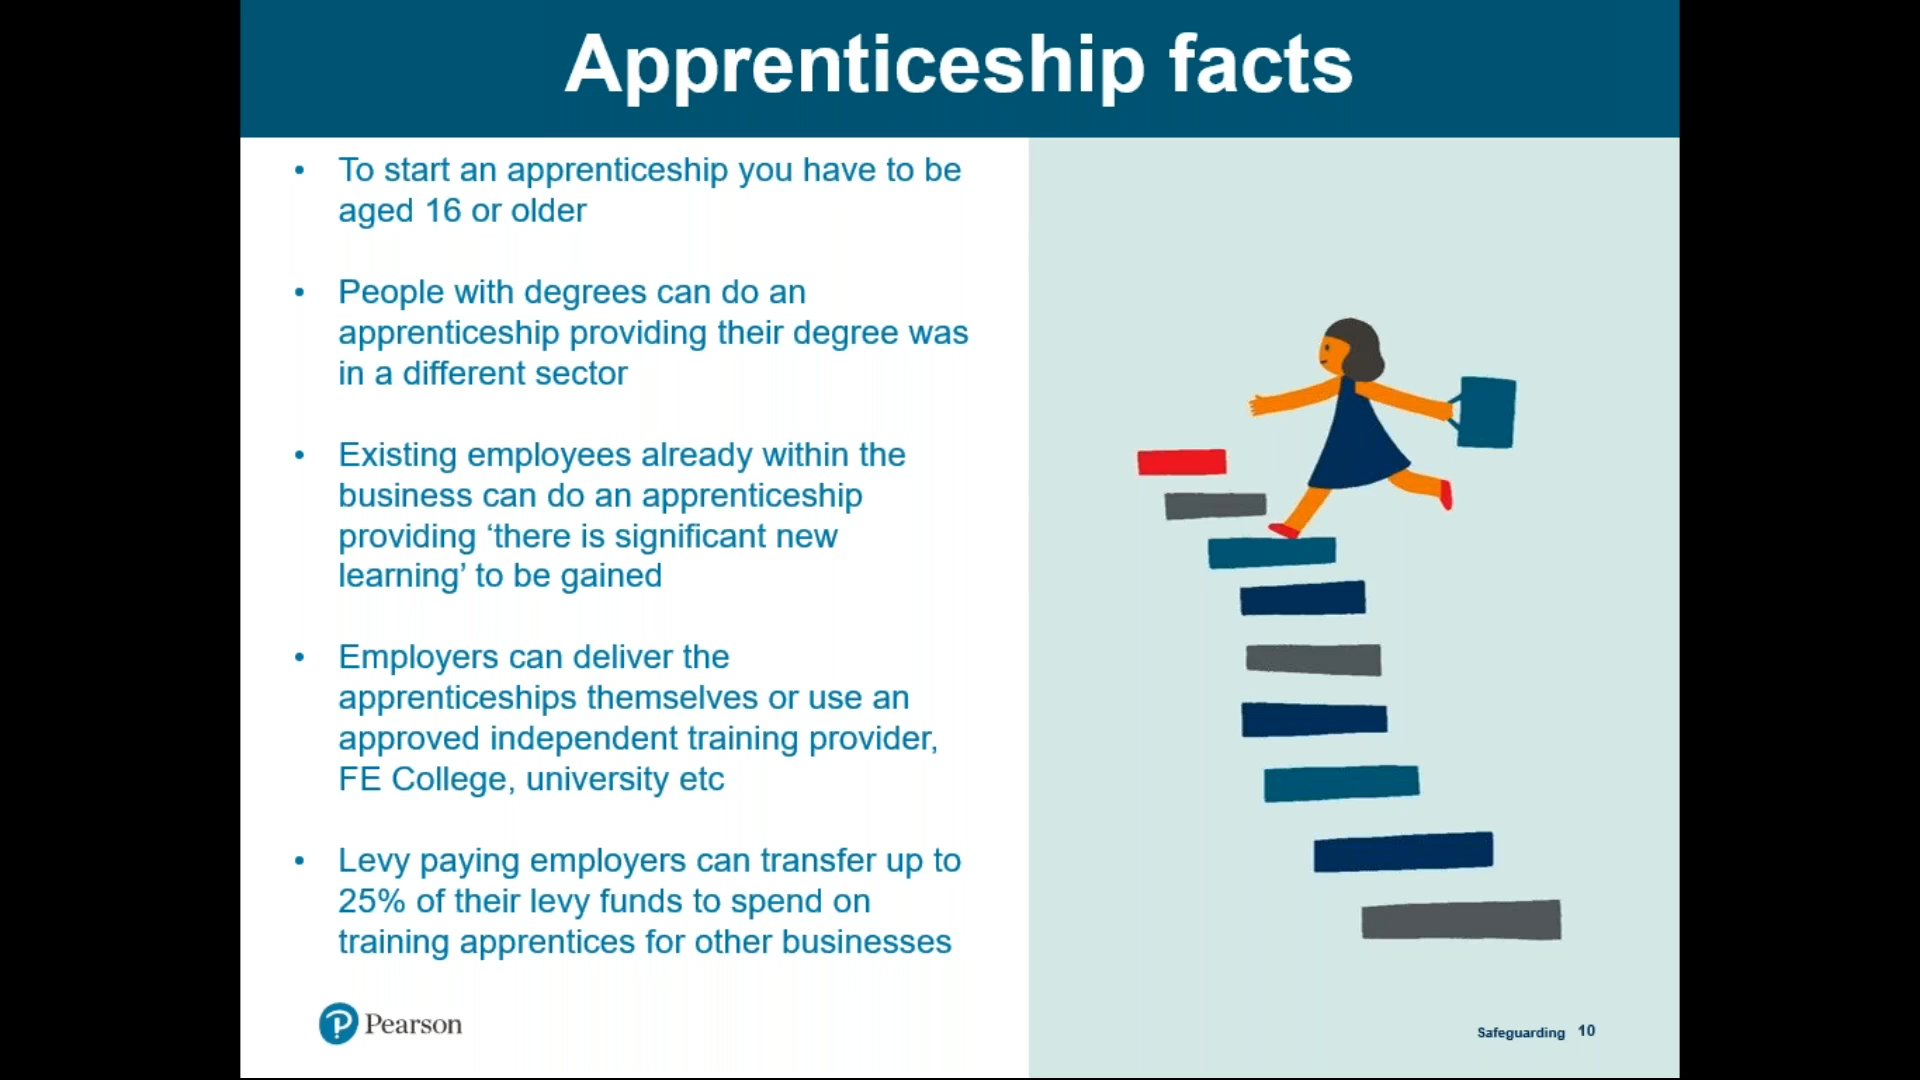 Apprenticeship facts
• To start an apprenticeship you have to be
aged 16 or older
• People with degrees can do an
apprenticeship providing their degree was
in a different sector
• Existing employees already within the
business can do an apprenticeship
providing ‘there is significant new
learning’ to be gained
• Employers can deliver the
apprenticeships themselves or use an
approved independent training provider,
FE College, university etc
• Levy paying employers can transfer up to
25% of their levy funds to spend on
training apprentices for other businesses
P Pearson
Safeguarding 10